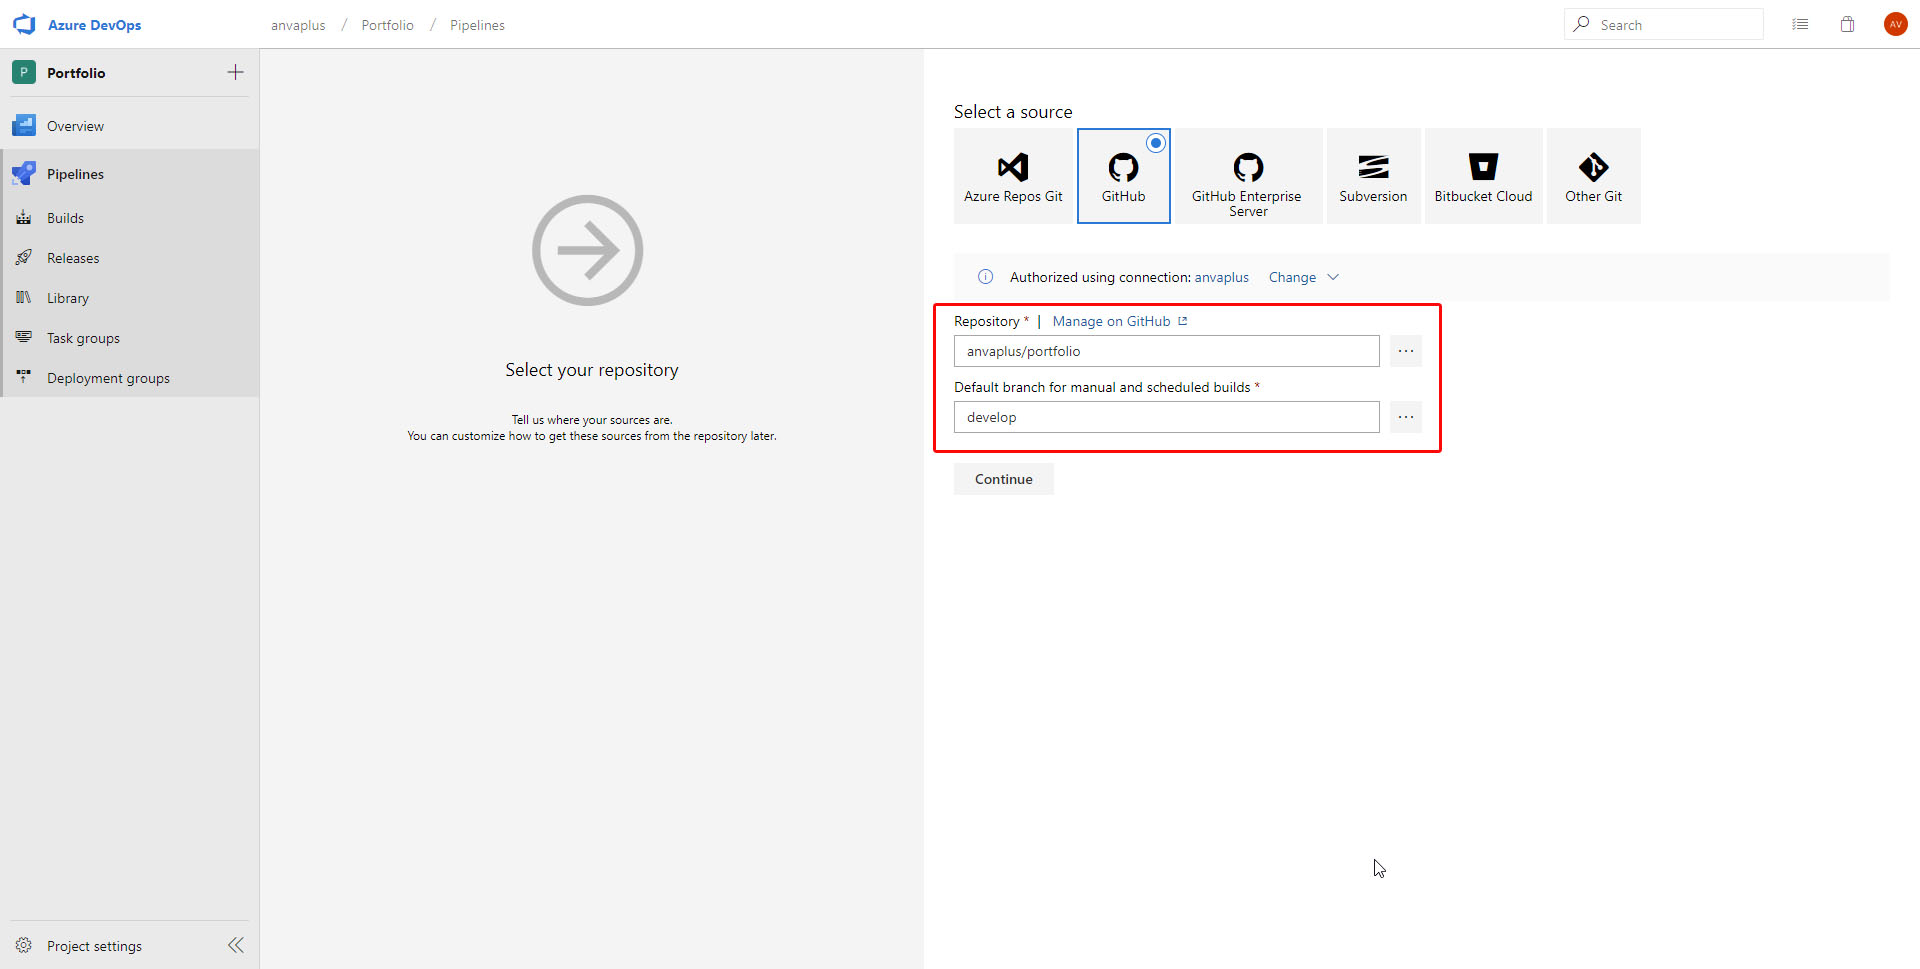 Azure DevOps
anvaplus / Portfolio / Pipelines
Search
AV
P Portfolio
Overview
Pipelines
Builds
Releases
Library
Task groups
Deployment groups
Project settings
Select your repository
Tell us where your sources are.
You can customize how to get these sources from the repository later.
Select a source
Azure Repos Git
GitHub
GitHub Enterprise
Server
Subversion
Bitbucket Cloud
Other Git
Authorized using connection: anvaplus Change
Repository * | Manage on GitHub
anvaplus/portfolio
...
Default branch for manual and scheduled builds *
develop
...
Continue